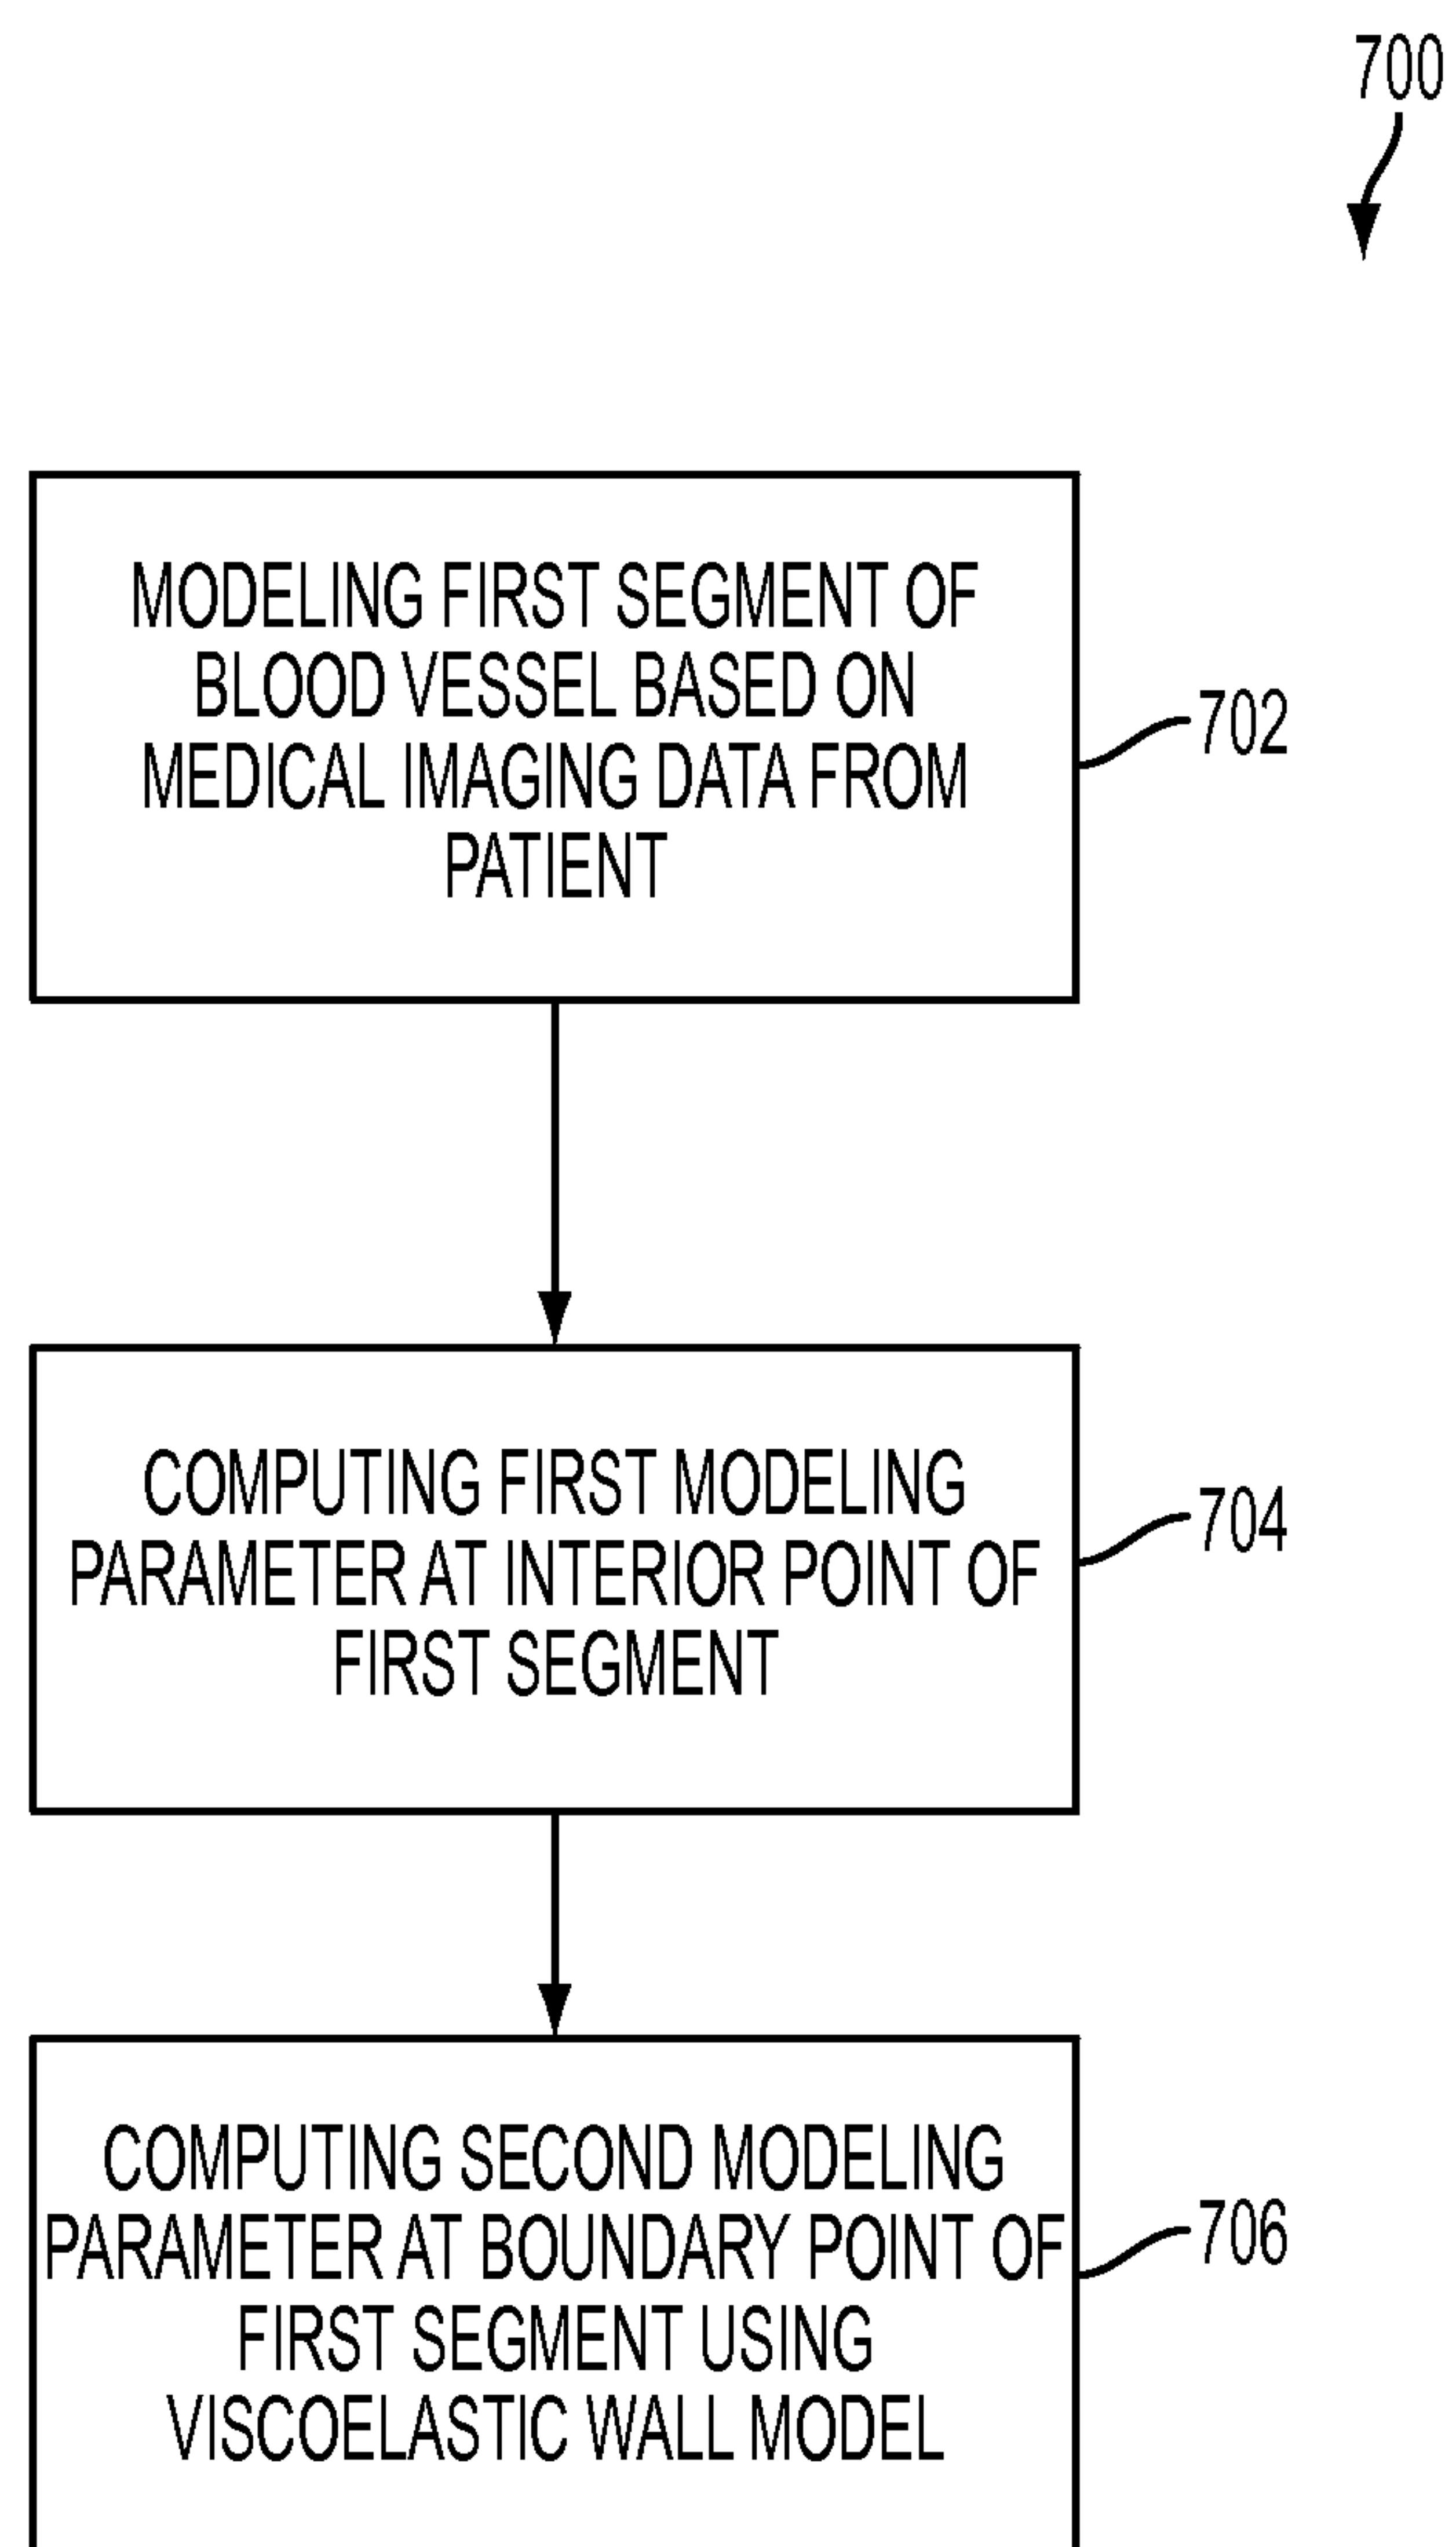 700
MODELING FIRST SEGMENT OF
BLOOD VESSEL BASED ON
MEDICAL IMAGING DATA FROM
PATIENT
702
COMPUTING FIRST MODELING
PARAMETER AT INTERIOR POINT OF
FIRST SEGMENT
704
COMPUTING SECOND MODELING
PARAMETER AT BOUNDARY POINT OF
FIRST SEGMENT USING
VISCOELASTIC WALL MODEL
706